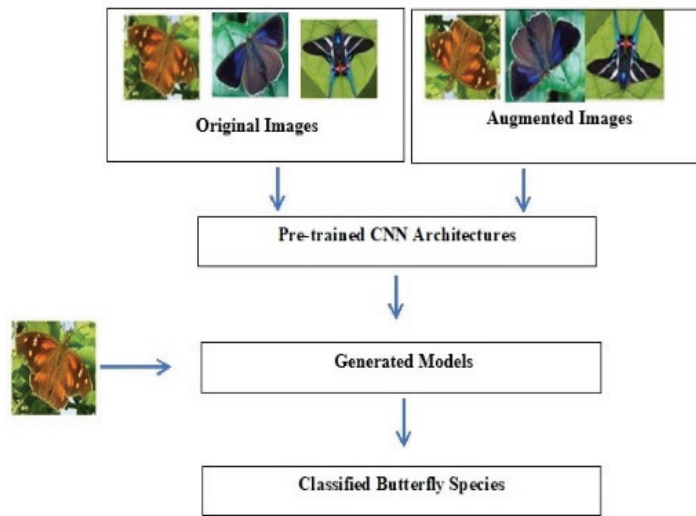 Original Images
Augmented Images
Pre-trained CNN Architectures
Generated Models
Classified Butterfly Species